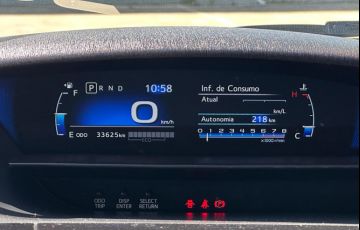 F
P R N D
10:58
0
km/h
E ODO 33625km
ECO
Inf. de Consumo
Atual
km/L
Autonomia 218 km
H
0 1 2 3 4 5 6 7 8
x1000r/min
C
ODO
TRIP
DISP
ENTER
SELECT
RETURN